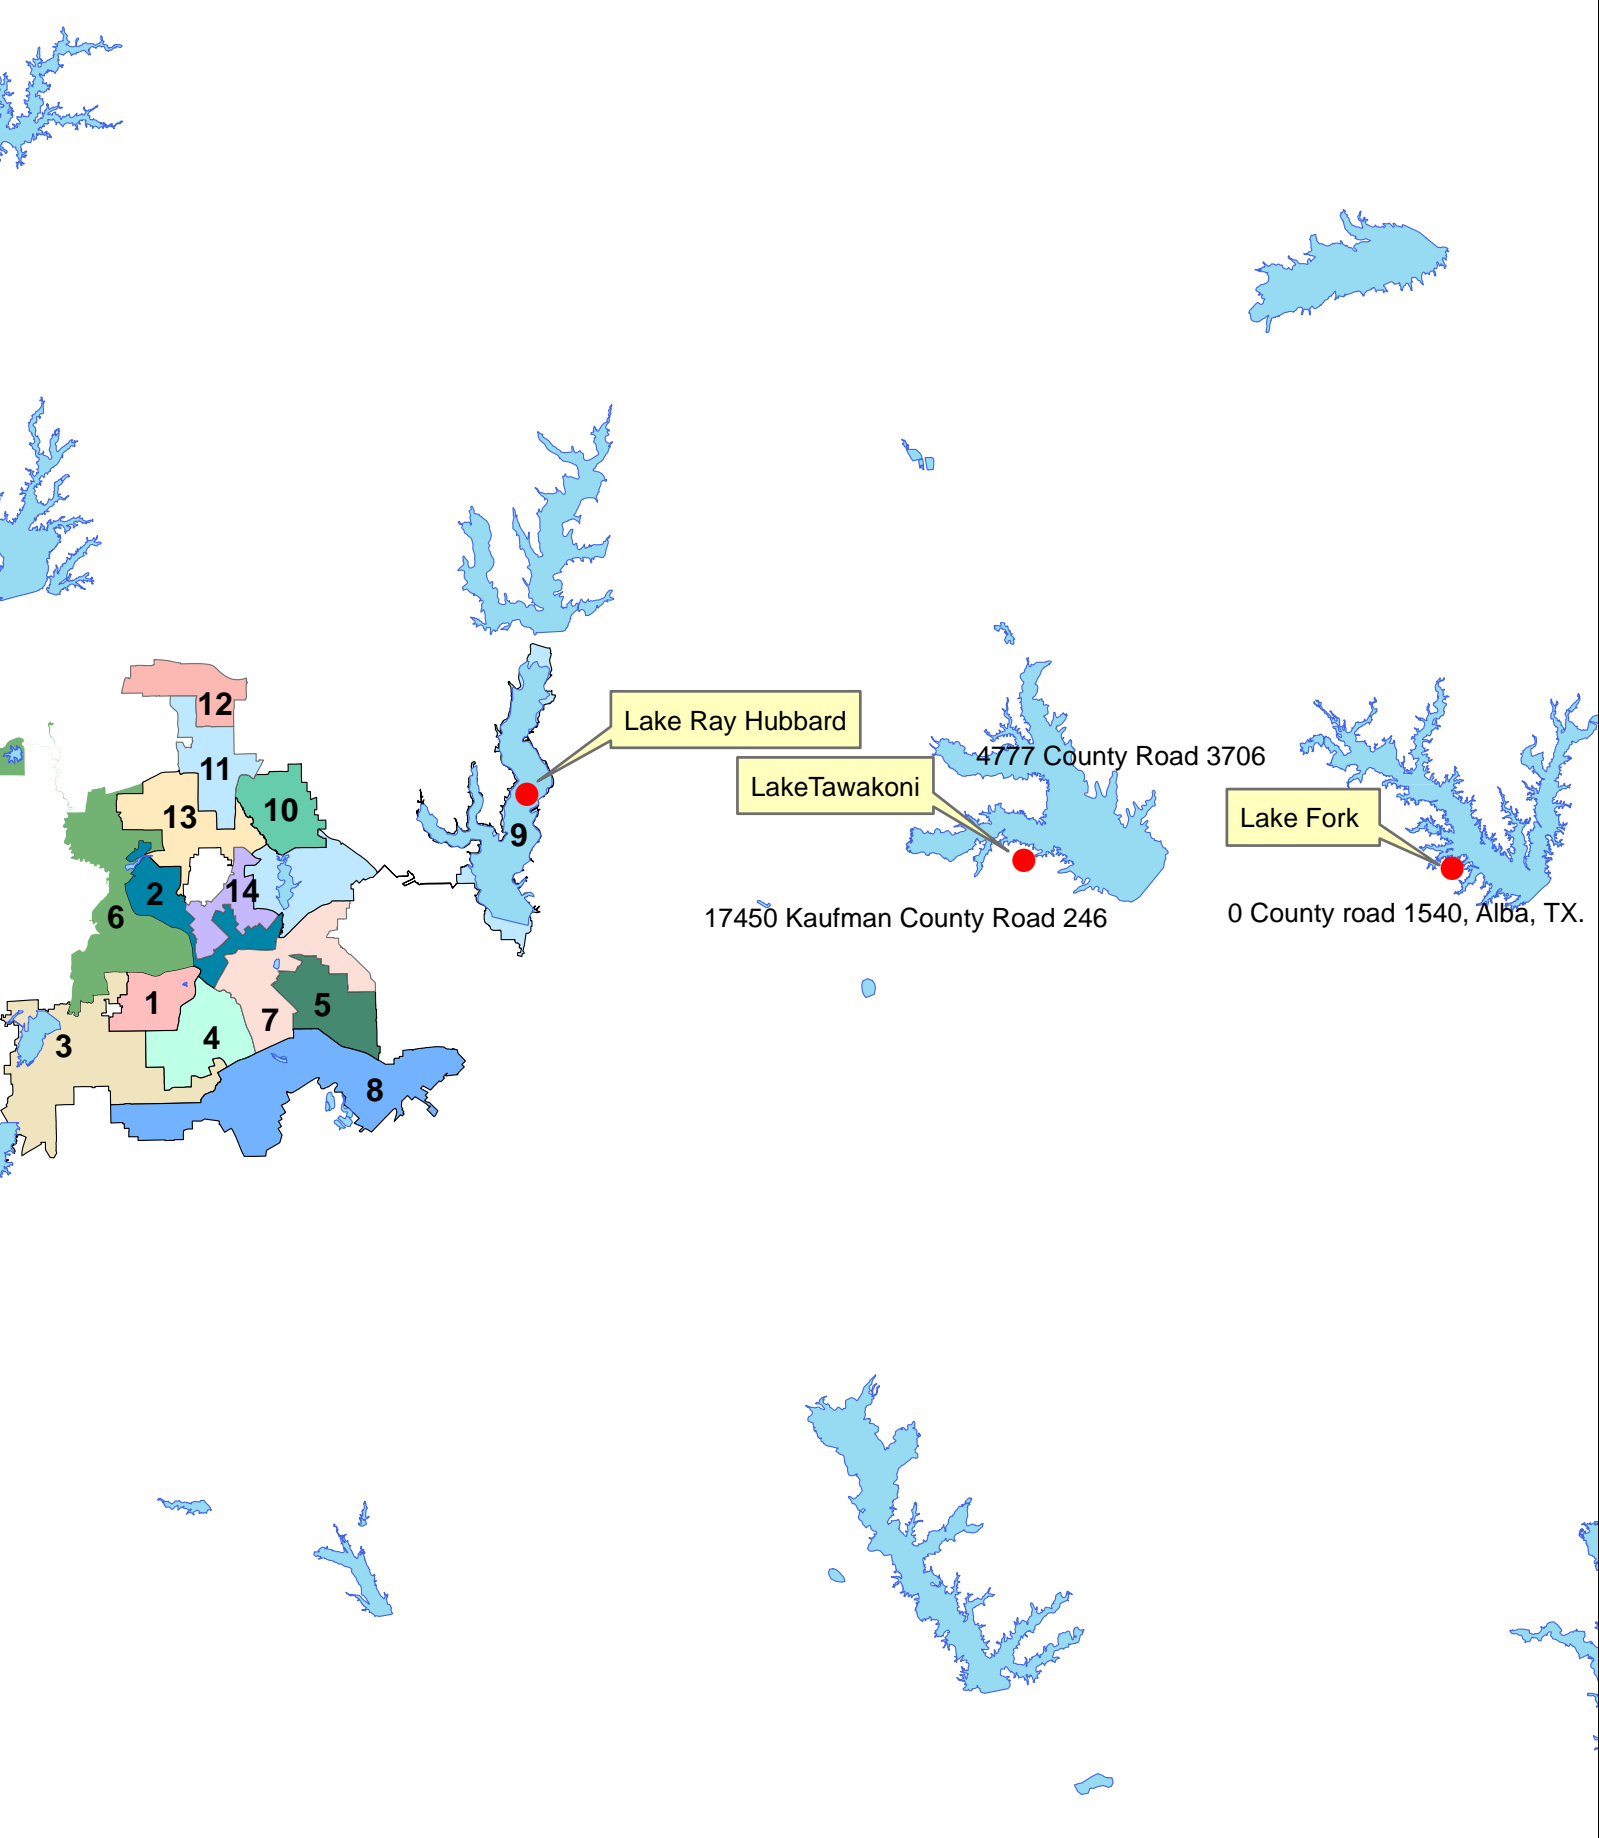 12
Lake Ray Hubbard
11
4777 County Road 3706
LakeTawakoni
10
13
Lake Fork
9
2
14
6
17450 Kaufman County Road 246
0 County road 1540, Alba, TX.
1
5
7
4
3
8